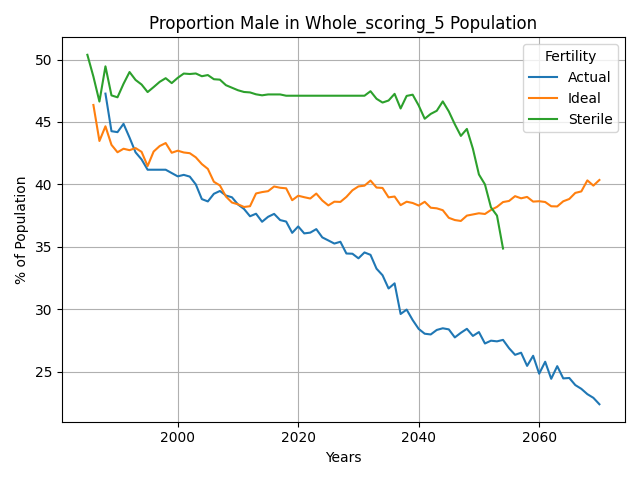 Proportion Male in Whole_scoring_5 Population
% of Population
50
45
40
35
30
25
2000
2020
2040
2060
Years
Fertility
Actual
Ideal
Sterile